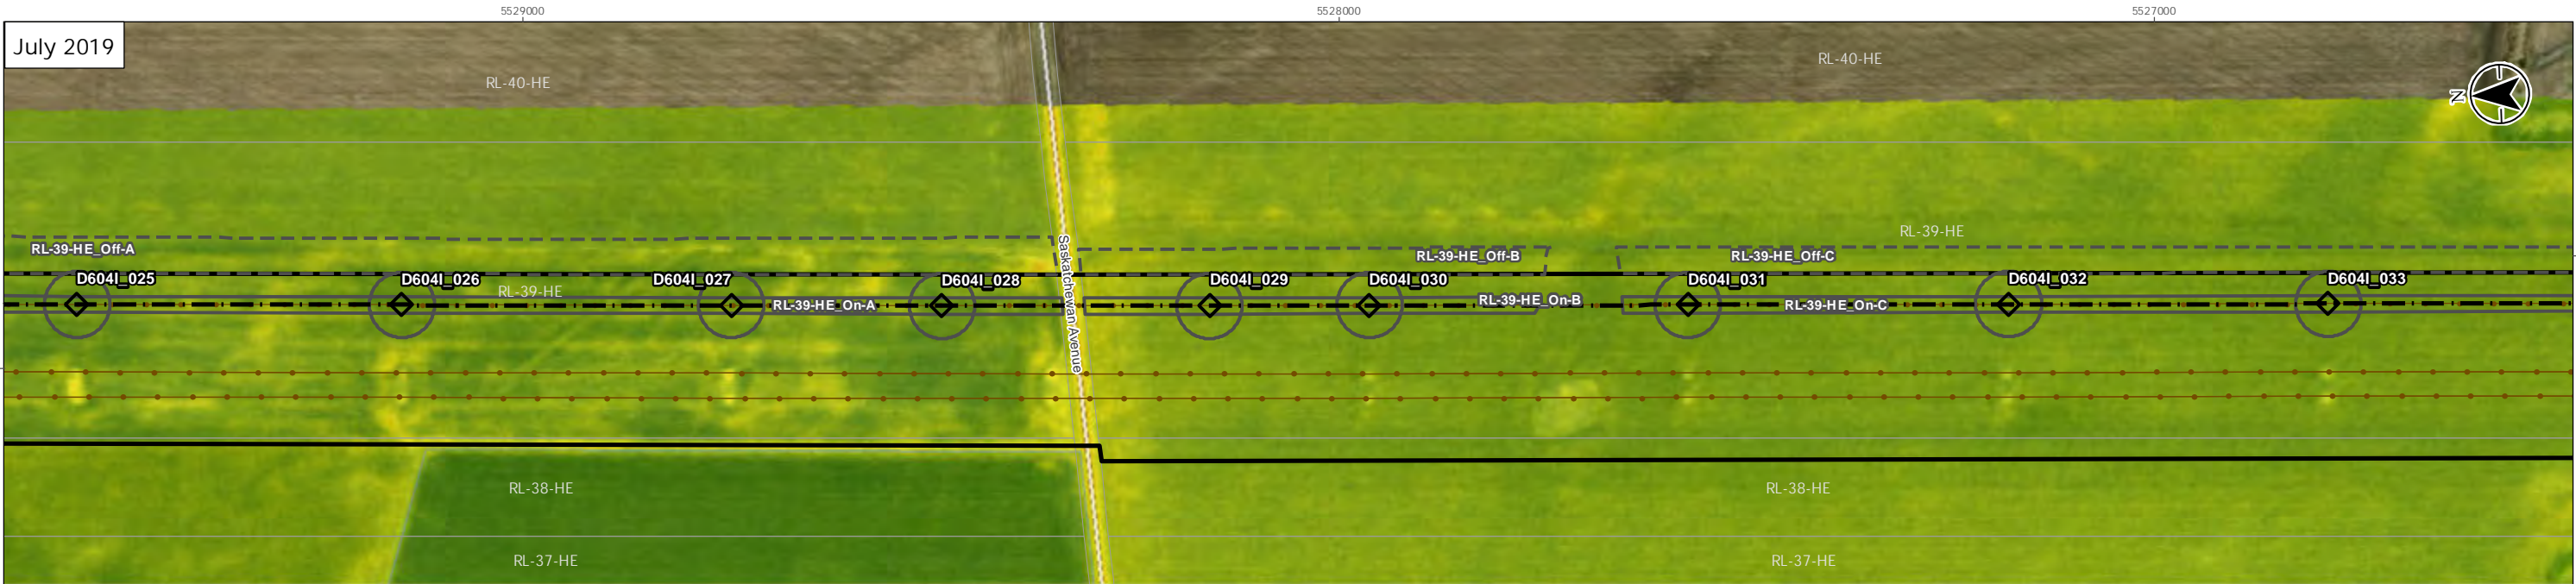 5529000
5528000
5527000
July 2019
RL-40-HE
RL-40-HE
N
RL-39-HE
RL-39-HE_Off-A
RL-39-HE_Off-B
RL-39-HE_Off-C
D604I_025
D604I_026
D604I_027
D604I_028
D604I_029
D604I_030
D604I_031
D604I_032
D604I_033
RL-39-HE
RL-39-HE_On-A
RL-39-HE_On-B
RL-39-HE_On-C
Saskatchewan Avenue
RL-38-HE
RL-38-HE
RL-37-HE
RL-37-HE